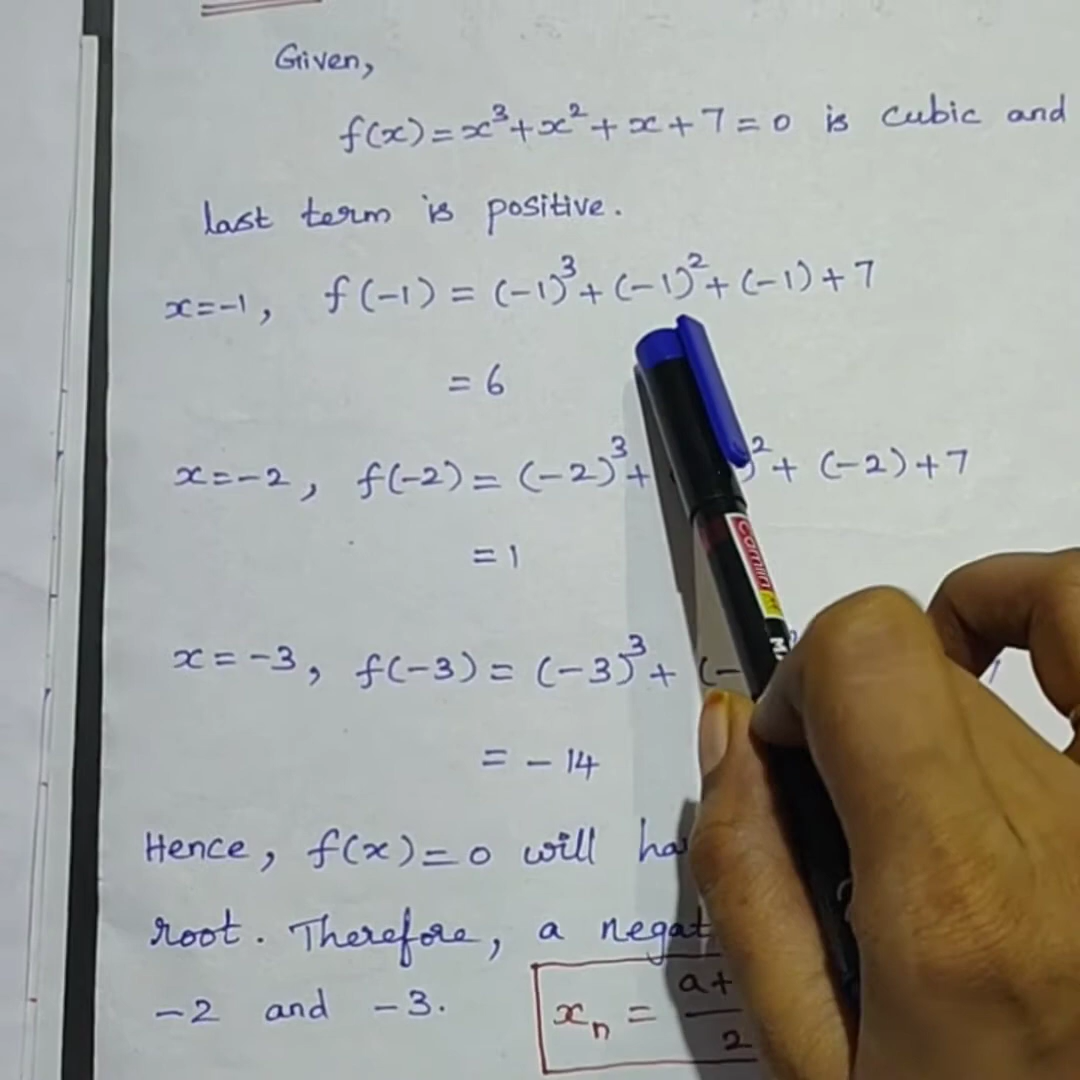 Given,
f(x) = x³ + x² + x + 7 = 0 is cubic and
last term is positive.
x = -1, f(-1) = (-1)³ + (-1)² + (-1) + 7
= 6
x = -2, f(-2) = (-2)³ + )² + (-2) + 7
= 1
x = -3, f(-3) = (-3)³ + (-
= -14
Hence, f(x) = 0 will
root. Therefore, a
-2 and -3. xₙ = a+ / 2
Camlin